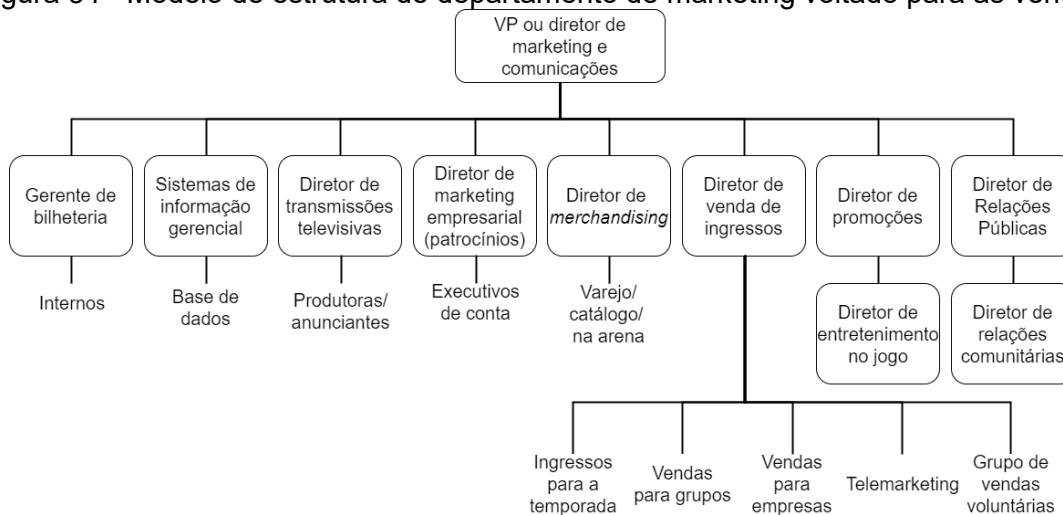 Modelo de estrutura do departamento de marketing voltado para as
VP ou diretor de
marketing e
comunicações
Gerente de
bilheteria
Sistemas de
informação
gerencial
Diretor de
transmissões
televisivas
Diretor de
marketing
empresarial
(patrocínios)
Diretor de
merchandising
Diretor de
venda de
ingressos
Diretor de
promoções
Diretor de
Relações
Públicas
Internos
Base de
dados
Produtoras/
anunciantes
Executivos
de conta
Varejo/
catálogo/
na arena
Diretor de
entretenimento
no jogo
Diretor de
relações
comunitárias
Ingressos
para a
temporada
Vendas
para grupos
Vendas
para
empresas
Telemarketing
Grupo de
vendas
voluntárias